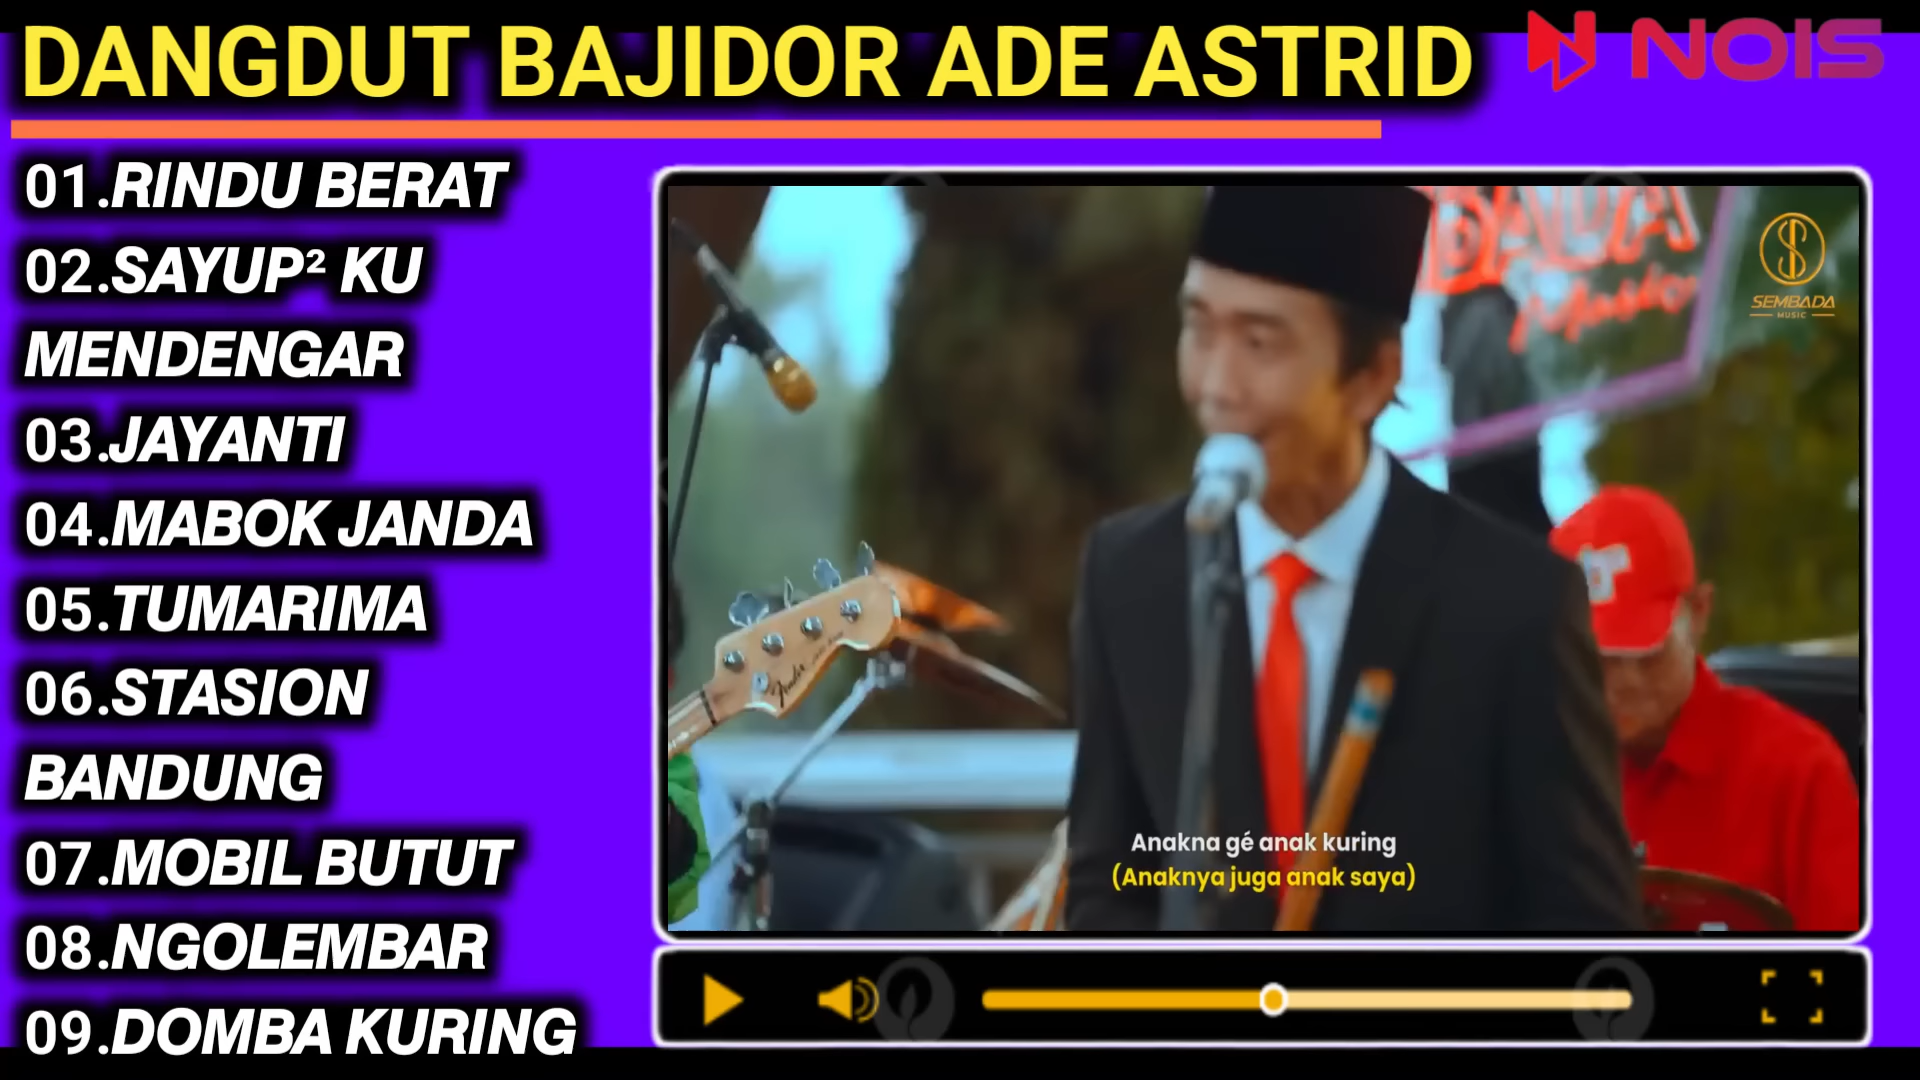 DANGDUT BAJIDOR ADE ASTRID
NOIS
01.RINDU BERAT
02.SAYUP² KU
MENDENGAR
03.JAYANTI
04.MABOK JANDA
05.TUMARIMA
06.STASION
BANDUNG
07.MOBIL BUTUT
08.NGOLEMBAR
09.DOMBA KURING
SEMBADA
MUSIC
Music
Fender
Anakna gé anak kuring
(Anaknya juga anak saya)